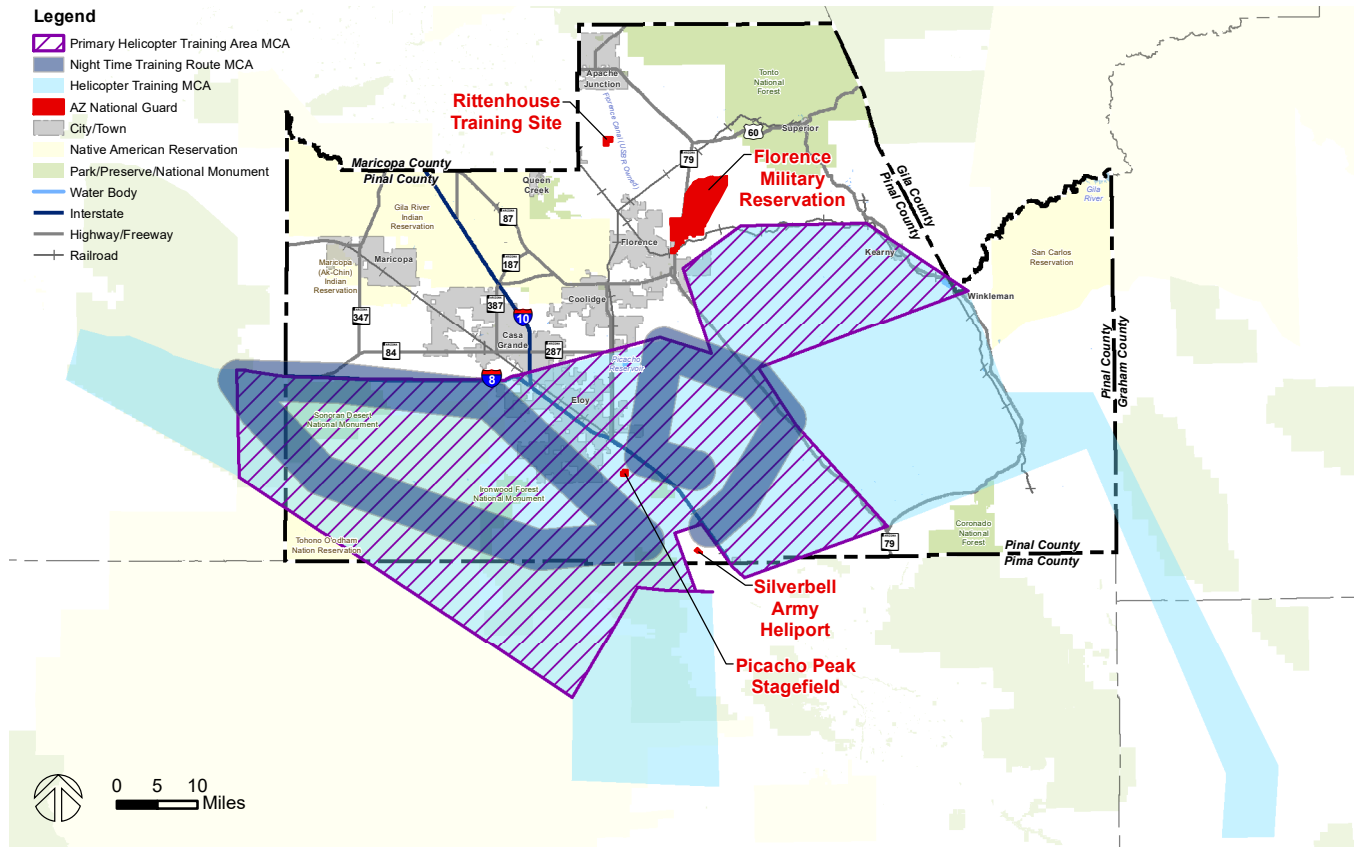 Legend
Primary Helicopter Training Area MCA
Night Time Training Route MCA
Helicopter Training MCA
AZ National Guard
City/Town
Native American Reservation
Park/Preserve/National Monument
Water Body
Interstate
Highway/Freeway
Railroad
Apache
Junction
Tonto
National
Forest
Rittenhouse
Training Site
Florence Canal (USBR Owned)
60
Superior
79
Florence
Military
Reservation
Maricopa County
Pinal County
Gila County
Pinal County
Queen
Creek
Gila River
Indian
Reservation
87
Gila
River
Florence
Kearny
San Carlos
Reservation
Maricopa
Maricopa
(Ak-Chin)
Indian
Reservation
187
387
Coolidge
Winkleman
347
10
Casa
Grande
84
287
Picacho
Reservoir
Pinal County
Graham County
8
Eloy
Sonoran Desert
National Monument
Ironwood Forest
National Monument
Coronado
National
Forest
Tohono O'odham
Nation Reservation
79
Pinal County
Pima County
Silverbell
Army
Heliport
Picacho Peak
Stagefield
0 5 10
Miles